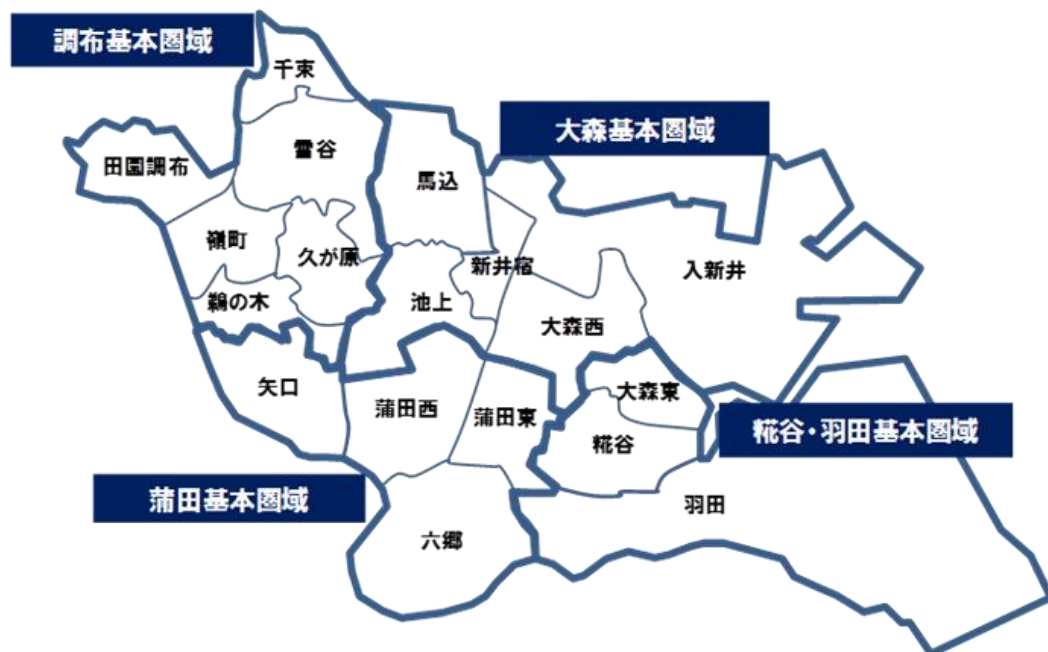 調布基本圏域
千束
大森基本圏域
雪谷
田園調布
馬込
嶺町
久が原
新井宿
入新井
鵜の木
池上
大森西
矢口
大森東
蒲田西
蒲田東
糀谷・羽田基本圏域
糀谷
蒲田基本圏域
羽田
六郷